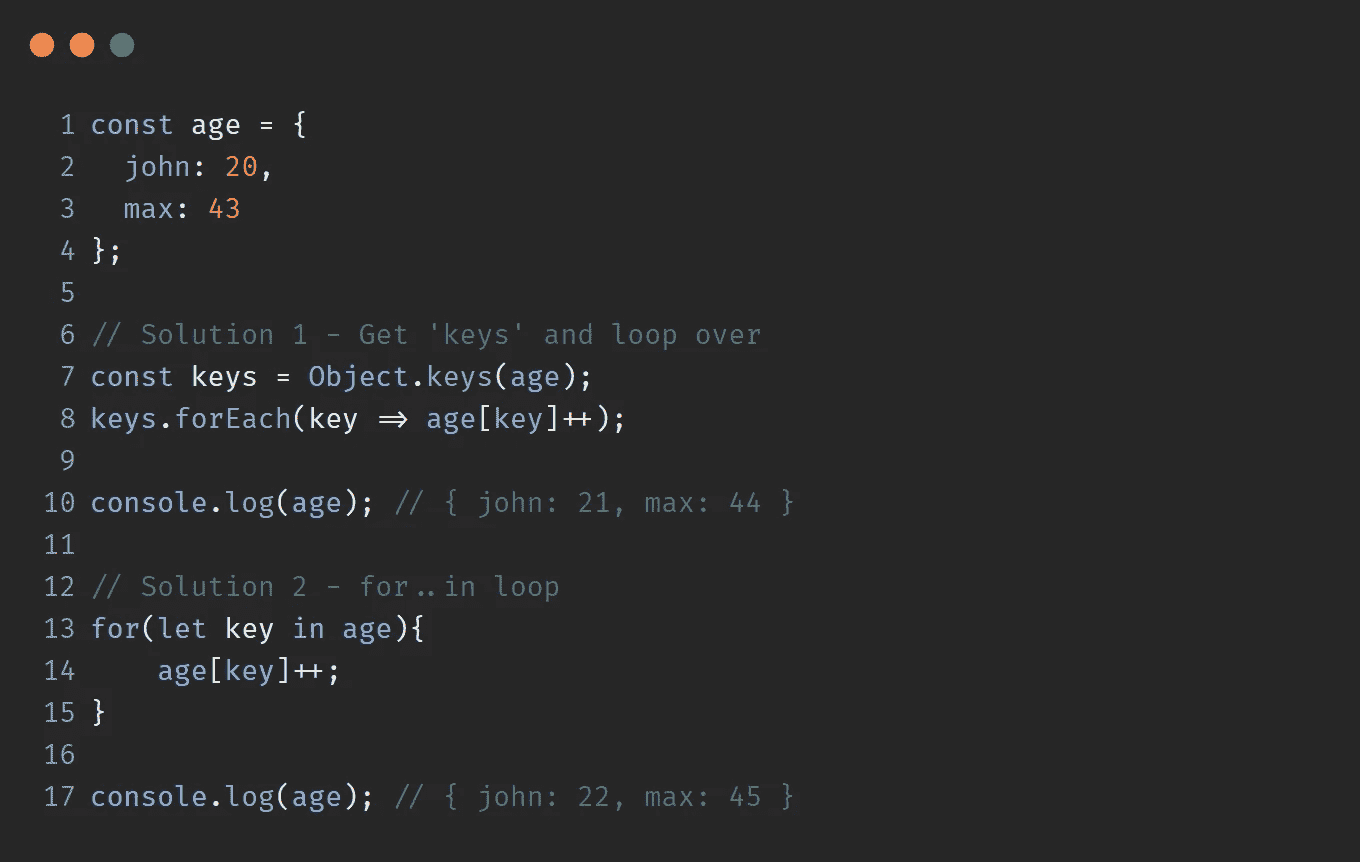 1 const age = {
2   john: 20,
3   max: 43
4 };
5
6 // Solution 1 - Get 'keys' and loop over
7 const keys = Object.keys(age);
8 keys.forEach(key => age[key]++);
9
10 console.log(age); // { john: 21, max: 44 }
11
12 // Solution 2 - for..in loop
13 for(let key in age){
14     age[key]++;
15 }
16
17 console.log(age); // { john: 22, max: 45 }